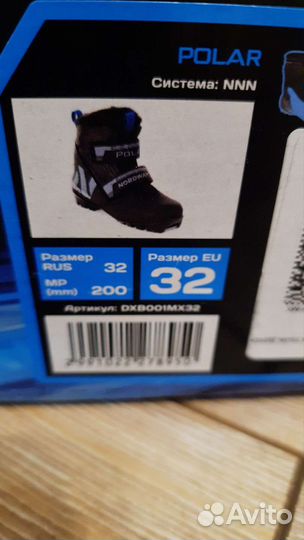 POLAR
Система: NNN
POLAR
NORDWAY
Размер RUS 32
MP (mm) 200
Размер EU
32
Артикул: DXB001MX32
Avito